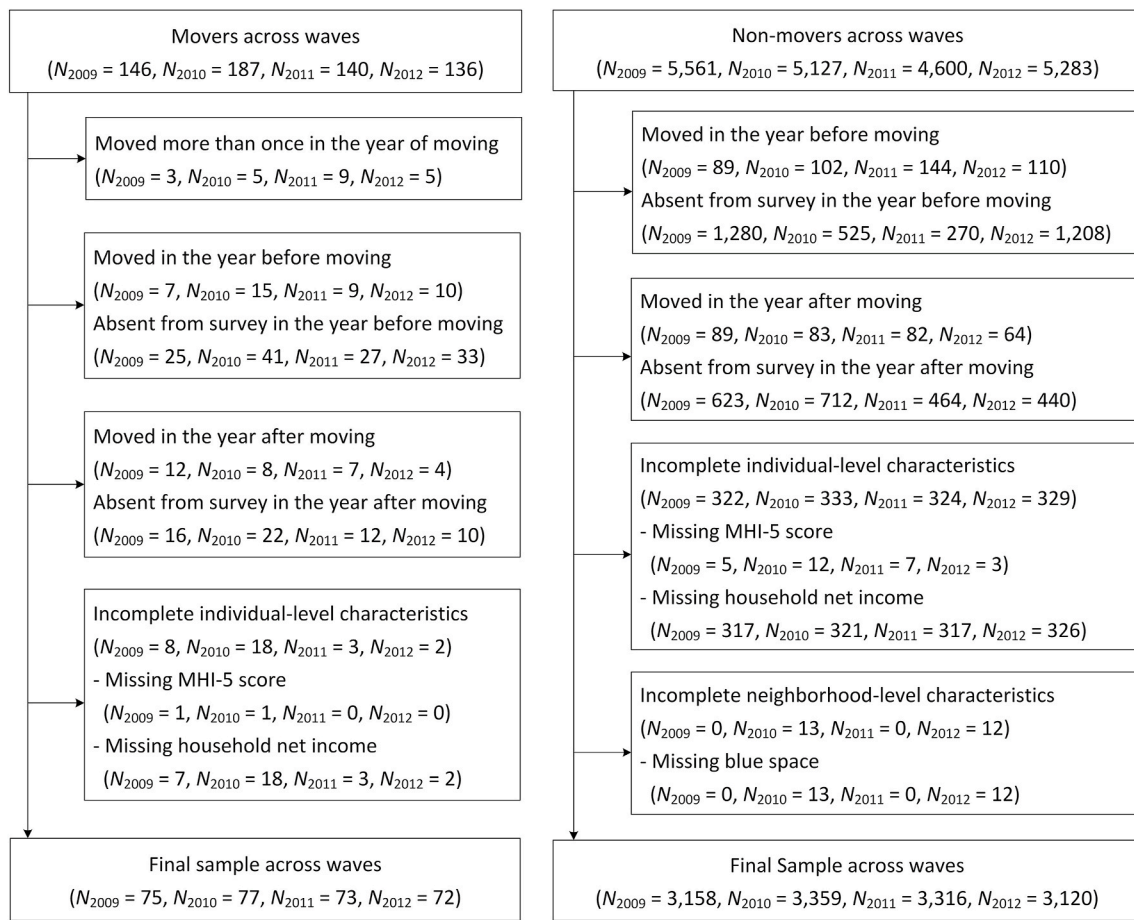 Movers across waves
(N2009 = 146, N2010 = 187, N2011 = 140, N2012 = 136)
Moved more than once in the year of moving
(N2009 = 3, N2010 = 5, N2011 = 9, N2012 = 5)
Moved in the year before moving
(N2009 = 7, N2010 = 15, N2011 = 9, N2012 = 10)
Absent from survey in the year before moving
(N2009 = 25, N2010 = 41, N2011 = 27, N2012 = 33)
Moved in the year after moving
(N2009 = 12, N2010 = 8, N2011 = 7, N2012 = 4)
Absent from survey in the year after moving
(N2009 = 16, N2010 = 22, N2011 = 12, N2012 = 10)
Incomplete individual-level characteristics
(N2009 = 8, N2010 = 18, N2011 = 3, N2012 = 2)
- Missing MHI-5 score
(N2009 = 1, N2010 = 1, N2011 = 0, N2012 = 0)
- Missing household net income
(N2009 = 7, N2010 = 18, N2011 = 3, N2012 = 2)
Final sample across waves
(N2009 = 75, N2010 = 77, N2011 = 73, N2012 = 72)
Non-movers across waves
(N2009 = 5,561, N2010 = 5,127, N2011 = 4,600, N2012 = 5,283)
Moved in the year before moving
(N2009 = 89, N2010 = 102, N2011 = 144, N2012 = 110)
Absent from survey in the year before moving
(N2009 = 1,280, N2010 = 525, N2011 = 270, N2012 = 1,208)
Moved in the year after moving
(N2009 = 89, N2010 = 83, N2011 = 82, N2012 = 64)
Absent from survey in the year after moving
(N2009 = 623, N2010 = 712, N2011 = 464, N2012 = 440)
Incomplete individual-level characteristics
(N2009 = 322, N2010 = 333, N2011 = 324, N2012 = 329)
- Missing MHI-5 score
(N2009 = 5, N2010 = 12, N2011 = 7, N2012 = 3)
- Missing household net income
(N2009 = 317, N2010 = 321, N2011 = 317, N2012 = 326)
Incomplete neighborhood-level characteristics
(N2009 = 0, N2010 = 13, N2011 = 0, N2012 = 12)
- Missing blue space
(N2009 = 0, N2010 = 13, N2011 = 0, N2012 = 12)
Final Sample across waves
(N2009 = 3,158, N2010 = 3,359, N2011 = 3,316, N2012 = 3,120)